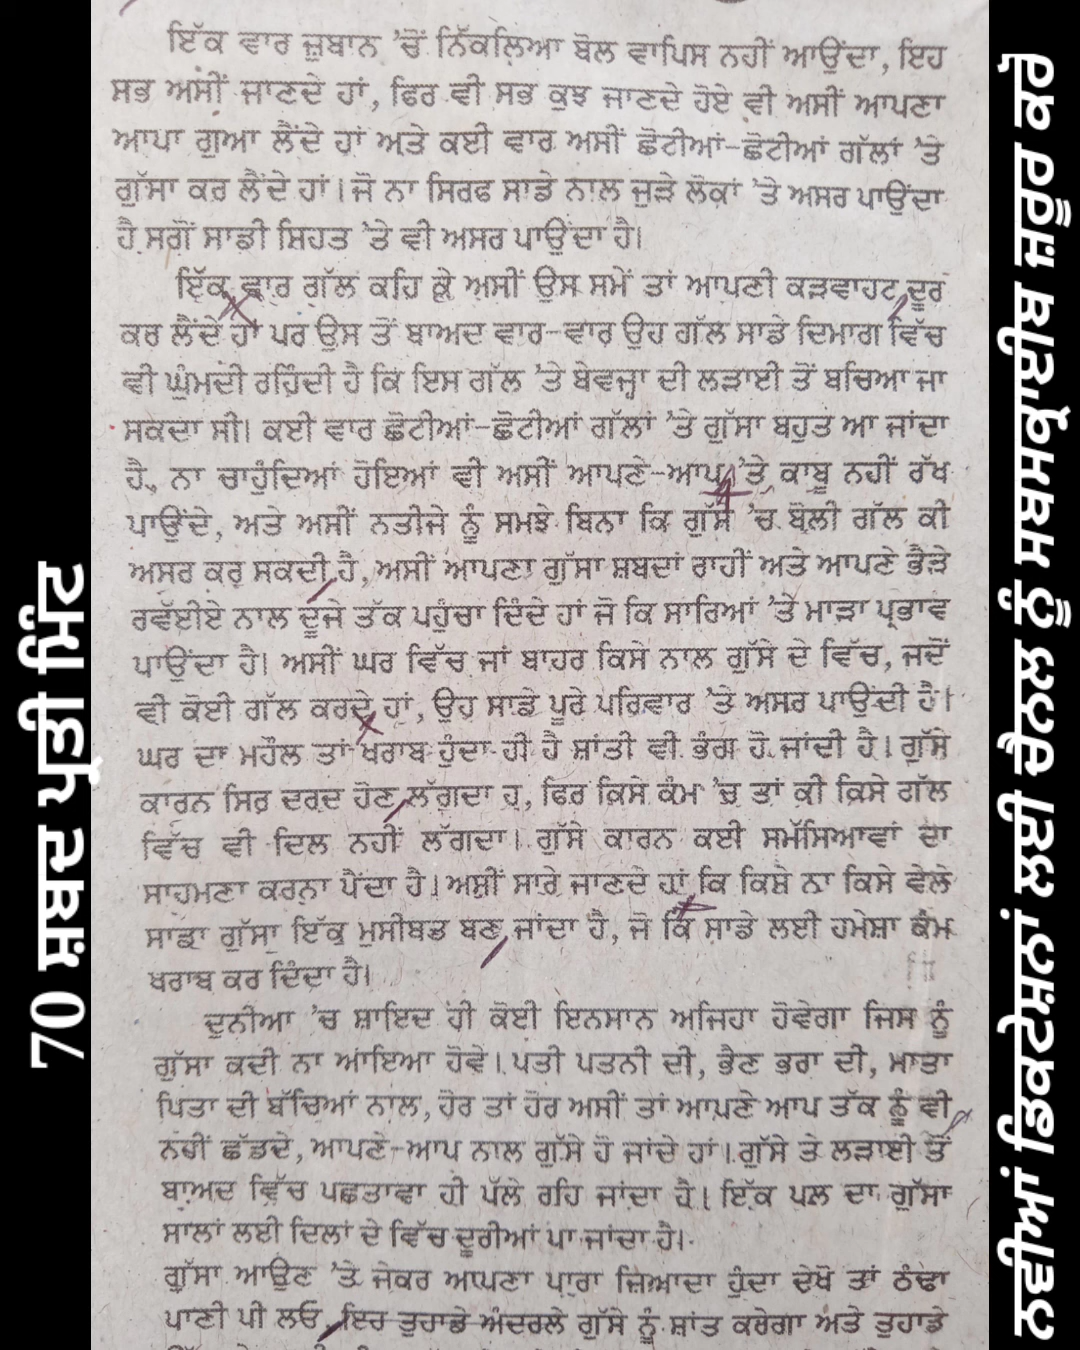 ਇੱਕ ਵਾਰ ਜ਼ੁਬਾਨ ’ਚੋਂ ਨਿੱਕਲਿਆ ਬੋਲ ਵਾਪਿਸ ਨਹੀਂ ਆਉਂਦਾ, ਇਹ
ਸਭ ਅਸੀਂ ਜਾਣਦੇ ਹਾਂ, ਫਿਰ ਵੀ ਸਭ ਕੁਝ ਜਾਣਦੇ ਹੋਏ ਵੀ ਅਸੀਂ ਆਪਣਾ
ਆਪਾ ਗੁਆ ਲੈਂਦੇ ਹਾਂ ਅਤੇ ਕਈ ਵਾਰ ਅਸੀਂ ਛੋਟੀਆਂ-ਛੋਟੀਆਂ ਗੱਲਾਂ ’ਤੇ
ਗੁੱਸਾ ਕਰ ਲੈਂਦੇ ਹਾਂ। ਜੋ ਨਾ ਸਿਰਫ ਸਾਡੇ ਨਾਲ ਜੁੜੇ ਲੋਕਾਂ ’ਤੇ ਅਸਰ ਪਾਉਂਦਾ
ਹੈ ਸਗੋਂ ਸਾਡੀ ਸਿਹਤ ’ਤੇ ਵੀ ਅਸਰ ਪਾਉਂਦਾ ਹੈ।
ਇੱਕ ਵਾਰ ਗੱਲ ਕਹਿ ਕੇ ਅਸੀਂ ਉਸ ਸਮੇਂ ਤਾਂ ਆਪਣੀ ਕੜਵਾਹਟ ਦੂਰ
ਕਰ ਲੈਂਦੇ ਹਾਂ ਪਰ ਉਸ ਤੋਂ ਬਾਅਦ ਵਾਰ-ਵਾਰ ਉਹ ਗੱਲ ਸਾਡੇ ਦਿਮਾਗ ਵਿੱਚ
ਵੀ ਘੁੰਮਦੀ ਰਹਿੰਦੀ ਹੈ ਕਿ ਇਸ ਗੱਲ ’ਤੇ ਬੇਵਜ੍ਹਾ ਦੀ ਲੜਾਈ ਤੋਂ ਬਚਿਆ ਜਾ
ਸਕਦਾ ਸੀ। ਕਈ ਵਾਰ ਛੋਟੀਆਂ-ਛੋਟੀਆਂ ਗੱਲਾਂ ’ਤੇ ਗੁੱਸਾ ਬਹੁਤ ਆ ਜਾਂਦਾ
ਹੈ, ਨਾ ਚਾਹੁੰਦਿਆਂ ਹੋਇਆਂ ਵੀ ਅਸੀਂ ਆਪਣੇ-ਆਪ ’ਤੇ ਕਾਬੂ ਨਹੀਂ ਰੱਖ
ਪਾਉਂਦੇ, ਅਤੇ ਅਸੀਂ ਨਤੀਜੇ ਨੂੰ ਸਮਝੇ ਬਿਨਾ ਕਿ ਗੁੱਸੇ ’ਚ ਬੋਲੀ ਗੱਲ ਕੀ
ਅਸਰ ਕਰ ਸਕਦੀ ਹੈ, ਅਸੀਂ ਆਪਣਾ ਗੁੱਸਾ ਸ਼ਬਦਾਂ ਰਾਹੀਂ ਅਤੇ ਆਪਣੇ ਭੈੜੇ
ਰਵੱਈਏ ਨਾਲ ਦੂਜੇ ਤੱਕ ਪਹੁੰਚਾ ਦਿੰਦੇ ਹਾਂ ਜੋ ਕਿ ਸਾਰਿਆਂ ’ਤੇ ਮਾੜਾ ਪ੍ਰਭਾਵ
ਪਾਉਂਦਾ ਹੈ। ਅਸੀਂ ਘਰ ਵਿੱਚ ਜਾਂ ਬਾਹਰ ਕਿਸੇ ਨਾਲ ਗੁੱਸੇ ਦੇ ਵਿੱਚ, ਜਦੋਂ
ਵੀ ਕੋਈ ਗੱਲ ਕਰਦੇ ਹਾਂ, ਉਹ ਸਾਡੇ ਪੂਰੇ ਪਰਿਵਾਰ ’ਤੇ ਅਸਰ ਪਾਉਂਦੀ ਹੈ।
ਘਰ ਦਾ ਮਹੌਲ ਤਾਂ ਖਰਾਬ ਹੁੰਦਾ ਹੀ ਹੈ ਸ਼ਾਂਤੀ ਵੀ ਭੰਗ ਹੋ ਜਾਂਦੀ ਹੈ। ਗੁੱਸੇ
ਕਾਰਨ ਸਿਰ ਦਰਦ ਹੋਣ ਲੱਗਦਾ ਹੈ, ਫਿਰ ਕਿਸੇ ਕੰਮ ’ਚ ਤਾਂ ਕੀ ਕਿਸੇ ਗੱਲ
ਵਿੱਚ ਵੀ ਦਿਲ ਨਹੀਂ ਲੱਗਦਾ। ਗੁੱਸੇ ਕਾਰਨ ਕਈ ਸਮੱਸਿਆਵਾਂ ਦਾ
ਸਾਹਮਣਾ ਕਰਨਾ ਪੈਂਦਾ ਹੈ। ਅਸੀਂ ਸਾਰੇ ਜਾਣਦੇ ਹਾਂ ਕਿ ਕਿਸੇ ਨਾ ਕਿਸੇ ਵੇਲੇ
ਸਾਡਾ ਗੁੱਸਾ ਇੱਕ ਮੁਸੀਬਤ ਬਣ ਜਾਂਦਾ ਹੈ, ਜੋ ਕਿ ਸਾਡੇ ਲਈ ਹਮੇਸ਼ਾ ਕੰਮ
ਖਰਾਬ ਕਰ ਦਿੰਦਾ ਹੈ।
ਦੁਨੀਆ ’ਚ ਸ਼ਾਇਦ ਹੀ ਕੋਈ ਇਨਸਾਨ ਅਜਿਹਾ ਹੋਵੇਗਾ ਜਿਸ ਨੂੰ
ਗੁੱਸਾ ਕਦੀ ਨਾ ਆਇਆ ਹੋਵੇ। ਪਤੀ ਪਤਨੀ ਦੀ, ਭੈਣ ਭਰਾ ਦੀ, ਮਾਤਾ
ਪਿਤਾ ਦੀ ਬੱਚਿਆਂ ਨਾਲ, ਹੋਰ ਤਾਂ ਹੋਰ ਅਸੀਂ ਤਾਂ ਆਪਣੇ ਆਪ ਤੱਕ ਨੂੰ ਵੀ
ਨਹੀਂ ਛੱਡਦੇ, ਆਪਣੇ-ਆਪ ਨਾਲ ਗੁੱਸੇ ਹੋ ਜਾਂਦੇ ਹਾਂ। ਗੁੱਸੇ ਤੇ ਲੜਾਈ ਤੋਂ
ਬਾਅਦ ਵਿੱਚ ਪਛਤਾਵਾ ਹੀ ਪੱਲੇ ਰਹਿ ਜਾਂਦਾ ਹੈ। ਇੱਕ ਪਲ ਦਾ ਗੁੱਸਾ
ਸਾਲਾਂ ਲਈ ਦਿਲਾਂ ਦੇ ਵਿੱਚ ਦੂਰੀਆਂ ਪਾ ਜਾਂਦਾ ਹੈ।
ਗੁੱਸਾ ਆਉਣ ’ਤੇ ਜੇਕਰ ਆਪਣਾ ਪਾਰਾ ਜ਼ਿਆਦਾ ਹੁੰਦਾ ਦੇਖੋ ਤਾਂ ਠੰਢਾ
ਪਾਣੀ ਪੀ ਲਓ, ਇਹ ਤੁਹਾਡੇ ਅੰਦਰਲੇ ਗੁੱਸੇ ਨੂੰ ਸ਼ਾਂਤ ਕਰੇਗਾ ਅਤੇ ਤੁਹਾਡੇ
70 ਸ਼ਬਦ ਪ੍ਰਤੀ ਮਿੰਟ
ਨਵੀਆਂ ਡਿਕਟੇਸ਼ਨਾਂ ਲਈ ਚੈਨਲ ਨੂੰ ਸਬਸਕ੍ਰਾਈਬ ਜ਼ਰੂਰ ਕਰੋ